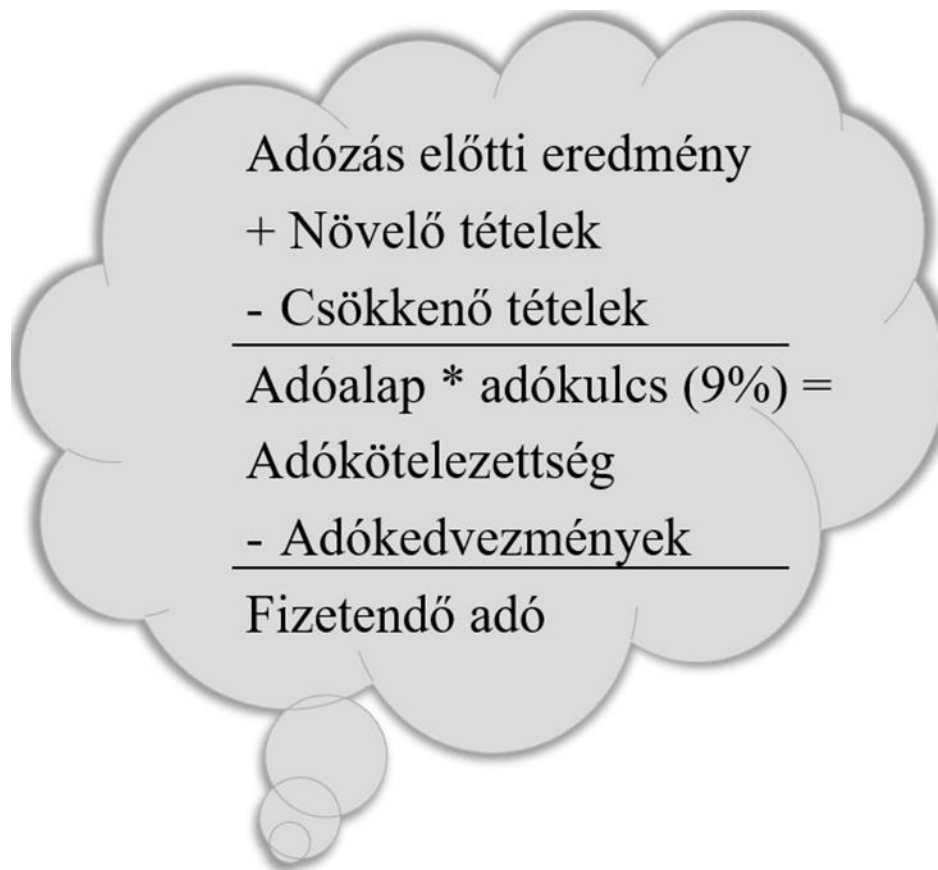 Adózás előtti eredmény
+ Növelő tételek
- Csökkenő tételek
Adóalap * adókulcs (9%) =
Adókötelezettség
- Adókedvezmények
Fizetendő adó